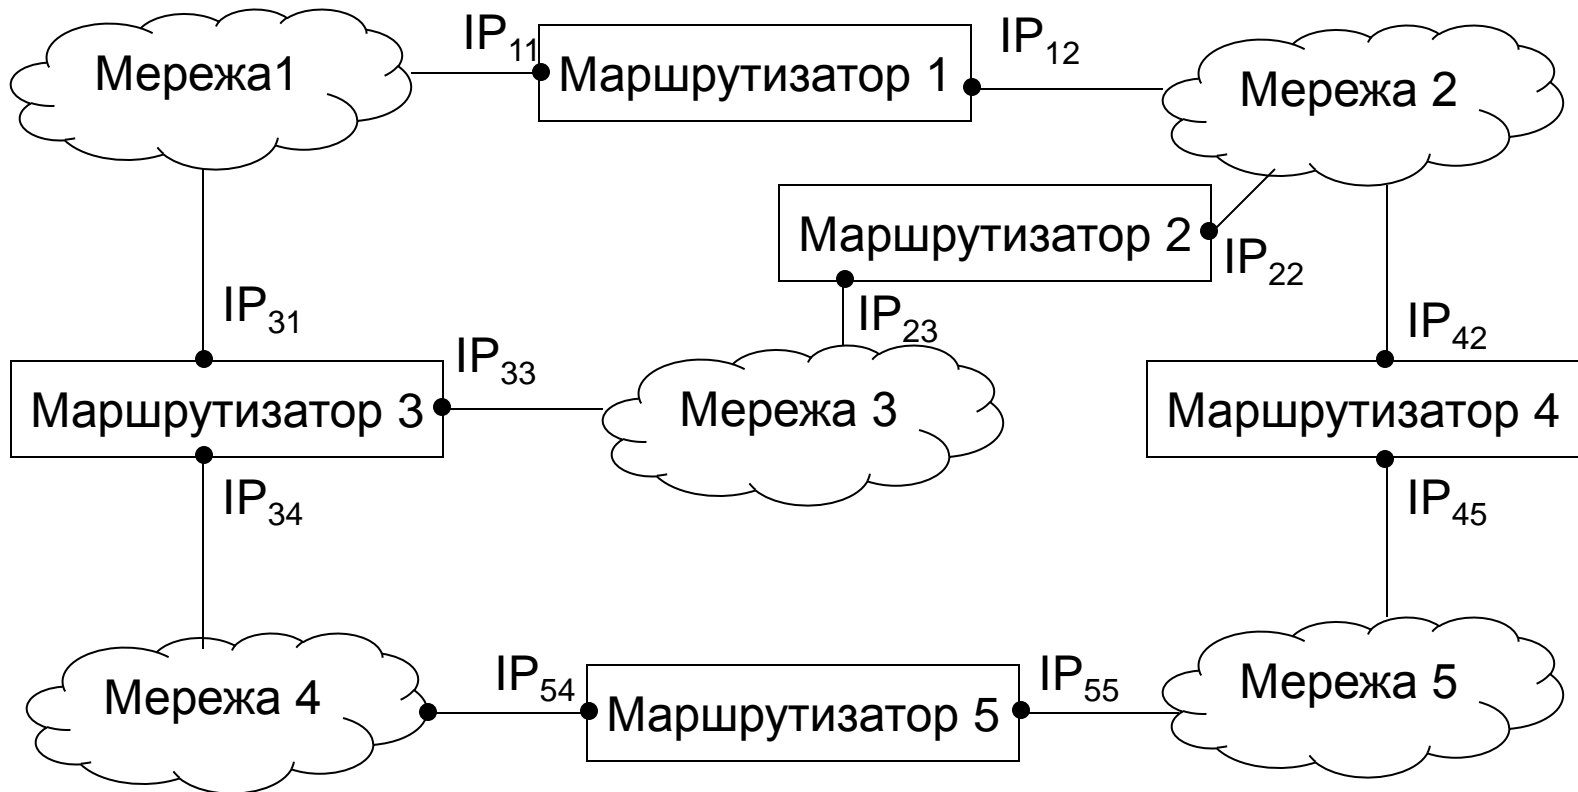 Мережа1
IP11
Маршрутизатор 1
IP12
Мережа 2
Маршрутизатор 2
IP22
IP23
IP31
IP33
IP42
Маршрутизатор 3
Мережа 3
Маршрутизатор 4
IP34
IP45
Мережа 4
IP54
Маршрутизатор 5
IP55
Мережа 5